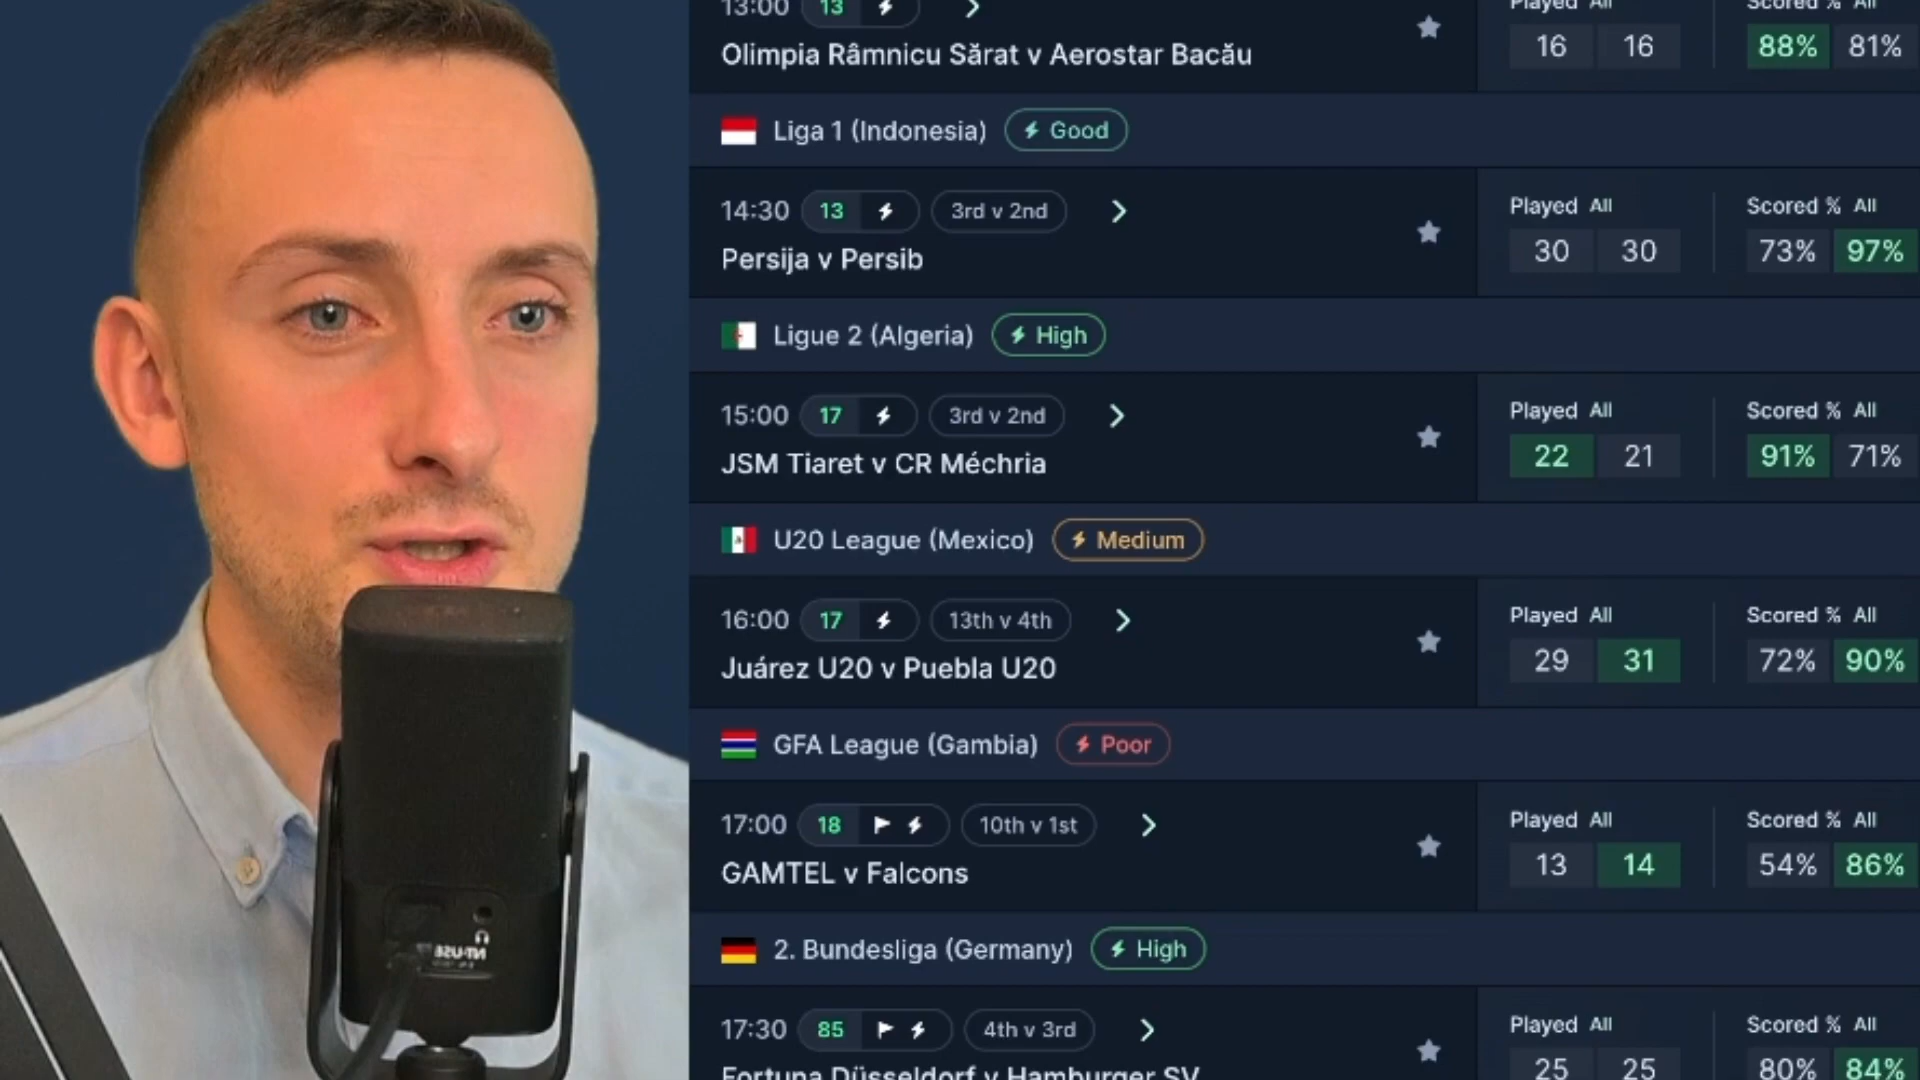 13:00 13
Played All Scored % All
Olimpia Râmnicu Sărat v Aerostar Bacău
16 16 88% 81%
Liga 1 (Indonesia) Good
14:30 13 3rd v 2nd
Played All Scored % All
Persija v Persib
30 30 73% 97%
Ligue 2 (Algeria) High
15:00 17 3rd v 2nd
Played All Scored % All
JSM Tiaret v CR Méchria
22 21 91% 71%
U20 League (Mexico) Medium
16:00 17 13th v 4th
Played All Scored % All
Juárez U20 v Puebla U20
29 31 72% 90%
GFA League (Gambia) Poor
17:00 18 10th v 1st
Played All Scored % All
GAMTEL v Falcons
13 14 54% 86%
2. Bundesliga (Germany) High
17:30 85 4th v 3rd
Played All Scored % All
Fortuna Düsseldorf v Hamburger SV
25 25 80% 84%
NT-USB